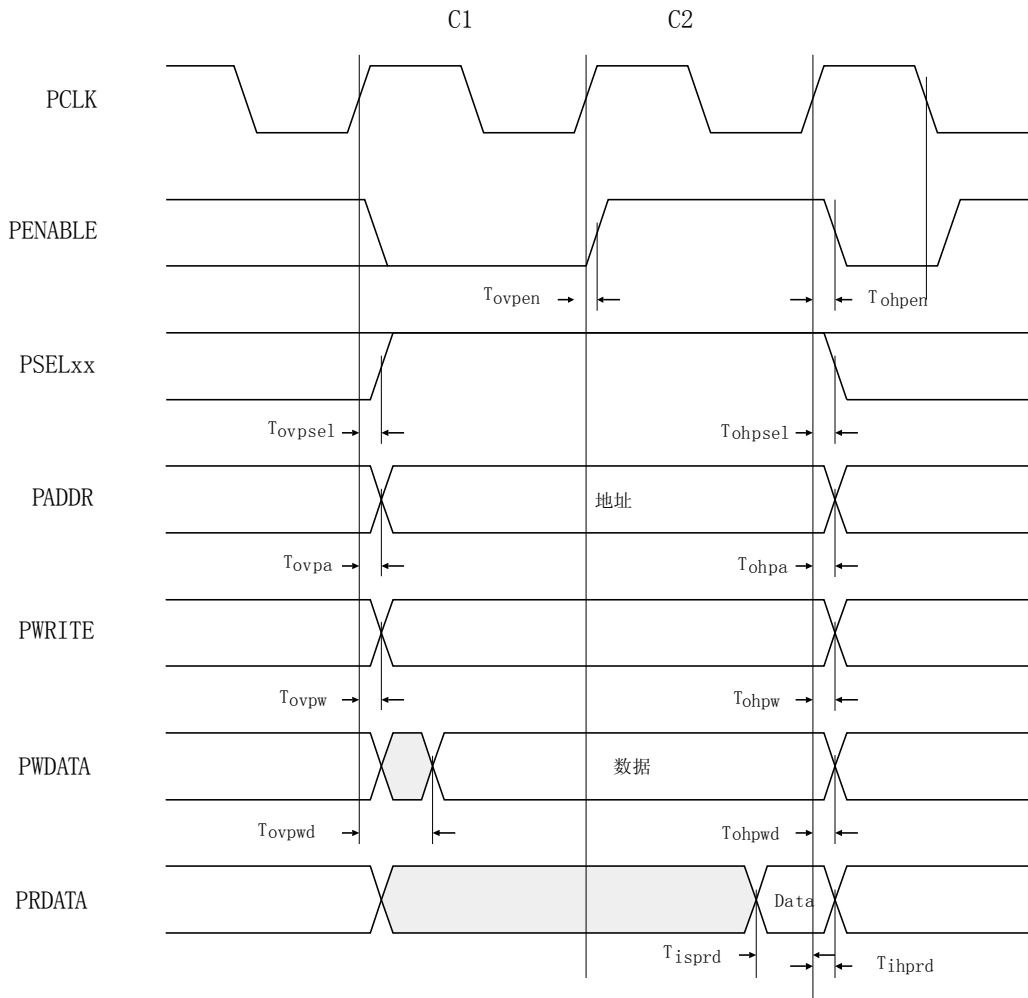 C1 C2
PCLK
PENABLE
Tovpen Tohpen
PSELxx
Tovpsel Tohpsel
PADDR 地址
Tovpa Tohpa
PWRITE
Tovpw Tohpw
PWDATA 数据
Tovpwd Tohpwd
PRDATA Data
Tisprd Tihprd